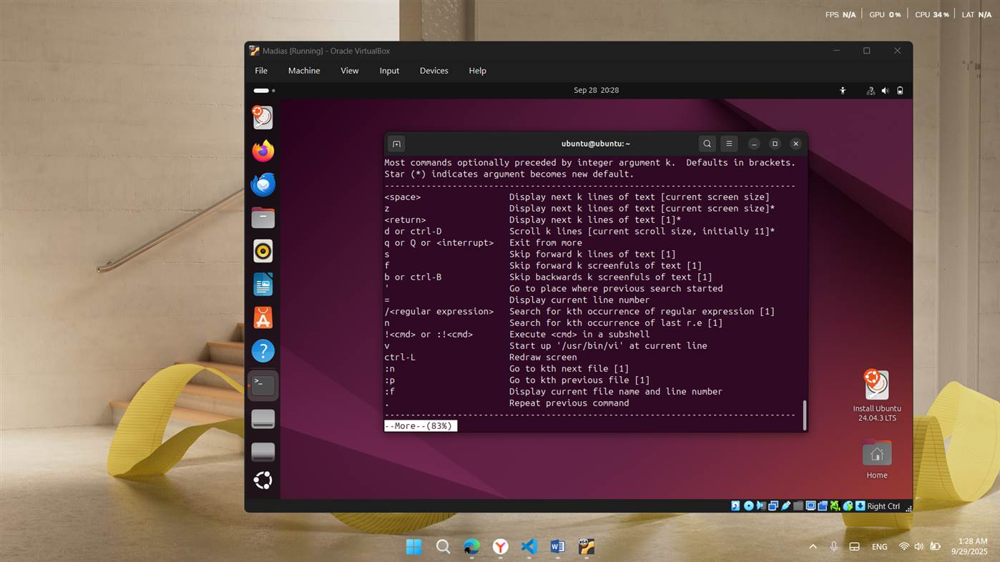 FPS N/A GPU 0% CPU 34% LAT N/A
Madias [Running] - Oracle VirtualBox
File Machine View Input Devices Help
Sep 28 20:28
ubuntu@ubuntu: ~
Most commands optionally preceded by integer argument k.  Defaults in brackets.
Star (*) indicates argument becomes new default.
-------------------------------------------------------------------------------
<space>                 Display next k lines of text [current screen size]
z                       Display next k lines of text [current screen size]*
<return>                Display next k lines of text [1]*
d or ctrl-D             Scroll k lines [current scroll size, initially 11]*
q or Q or <interrupt>   Exit from more
s                       Skip forward k lines of text [1]
f                       Skip forward k screenfuls of text [1]
b or ctrl-B             Skip backwards k screenfuls of text [1]
'                       Go to place where previous search started
=                       Display current line number
/<regular expression>   Search for kth occurrence of regular expression [1]
n                       Search for kth occurrence of last r.e [1]
!<cmd> or :!<cmd>       Execute <cmd> in a subshell
v                       Start up '/usr/bin/vi' at current line
ctrl-L                  Redraw screen
:n                      Go to kth next file [1]
:p                      Go to kth previous file [1]
:f                      Display current file name and line number
.                       Repeat previous command
-------------------------------------------------------------------------------
--More--(83%)
Install Ubuntu
24.04.3 LTS
Home
Right Ctrl
ENG
1:28 AM
9/29/2025